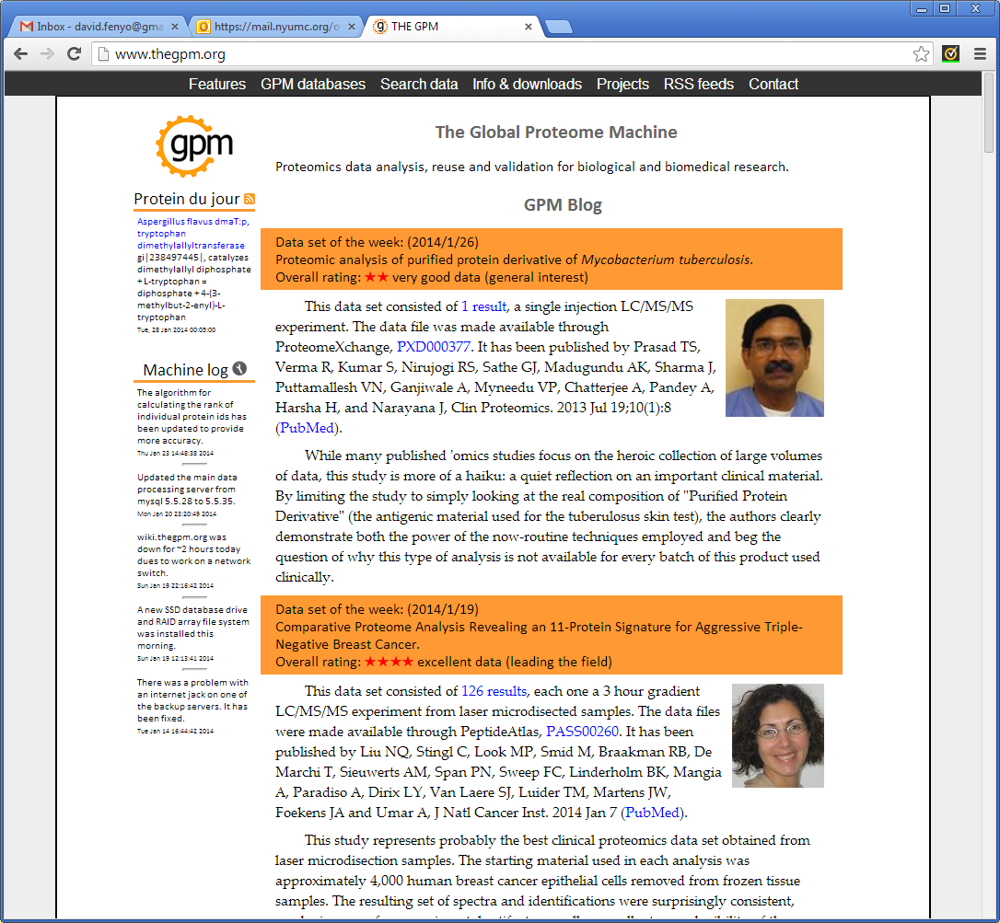 Inbox - david.fenyo@gma
https://mail.nyumc.org/o
THE GPM
www.thegpm.org
Features GPM databases Search data Info & downloads Projects RSS feeds Contact
gpm
Protein du jour
Aspergillus flavus dmaT:p,
tryptophan
dimethylallyltransferase
gi|238497445|, catalyzes
dimethylallyl diphosphate
+ L-tryptophan =
diphosphate + 4-(3-
methylbut-2-enyl)-L-
tryptophan
Tue, 28 Jan 2014 00:05:00
Machine log
The algorithm for
calculating the rank of
individual protein ids has
been updated to provide
more accuracy.
Thu Jan 23 14:48:38 2014
Updated the main data
processing server from
mysql 5.5.28 to 5.5.35.
Mon Jan 20 23:20:49 2014
wiki.thegpm.org was
down for ~2 hours today
dues to work on a network
switch.
Sun Jan 19 22:16:42 2014
A new SSD database drive
and RAID array file system
was installed this
morning.
Sun Jan 19 12:13:41 2014
There was a problem with
an internet jack on one of
the backup servers. It has
been fixed.
Tue Jan 14 16:44:42 2014
The Global Proteome Machine
Proteomics data analysis, reuse and validation for biological and biomedical research.
GPM Blog
Data set of the week: (2014/1/26)
Proteomic analysis of purified protein derivative of Mycobacterium tuberculosis.
Overall rating: ★★ very good data (general interest)
This data set consisted of 1 result, a single injection LC/MS/MS
experiment. The data file was made available through
ProteomeXchange, PXD000377. It has been published by Prasad TS,
Verma R, Kumar S, Nirujogi RS, Sathe GJ, Madugundu AK, Sharma J,
Puttamallesh VN, Ganjiwale A, Myneedu VP, Chatterjee A, Pandey A,
Harsha H, and Narayana J, Clin Proteomics. 2013 Jul 19;10(1):8
(PubMed).
While many published 'omics studies focus on the heroic collection of large volumes
of data, this study is more of a haiku: a quiet reflection on an important clinical material.
By limiting the study to simply looking at the real composition of "Purified Protein
Derivative" (the antigenic material used for the tuberulosus skin test), the authors clearly
demonstrate both the power of the now-routine techniques employed and beg the
question of why this type of analysis is not available for every batch of this product used
clinically.
Data set of the week: (2014/1/19)
Comparative Proteome Analysis Revealing an 11-Protein Signature for Aggressive Triple-
Negative Breast Cancer.
Overall rating: ★★★★ excellent data (leading the field)
This data set consisted of 126 results, each one a 3 hour gradient
LC/MS/MS experiment from laser microdisected samples. The data files
were made available through PeptideAtlas, PASS00260. It has been
published by Liu NQ, Stingl C, Look MP, Smid M, Braakman RB, De
Marchi T, Sieuwerts AM, Span PN, Sweep FC, Linderholm BK, Mangia
A, Paradiso A, Dirix LY, Van Laere SJ, Luider TM, Martens JW,
Foekens JA and Umar A, J Natl Cancer Inst. 2014 Jan 7 (PubMed).
This study represents probably the best clinical proteomics data set obtained from
laser microdisection samples. The starting material used in each analysis was
approximately 4,000 human breast cancer epithelial cells removed from frozen tissue
samples. The resulting set of spectra and identifications were surprisingly consistent,